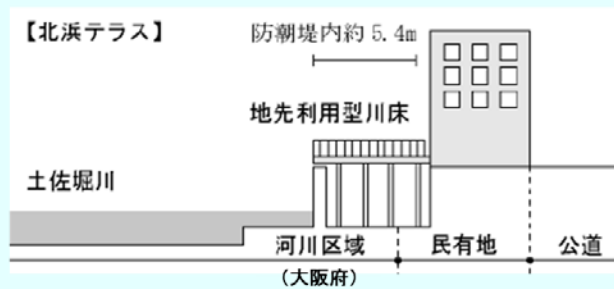 【北浜テラス】
防潮堤内約 5.4m
地先利用型川床
土佐堀川
河川区域
民有地
公道
(大阪府)